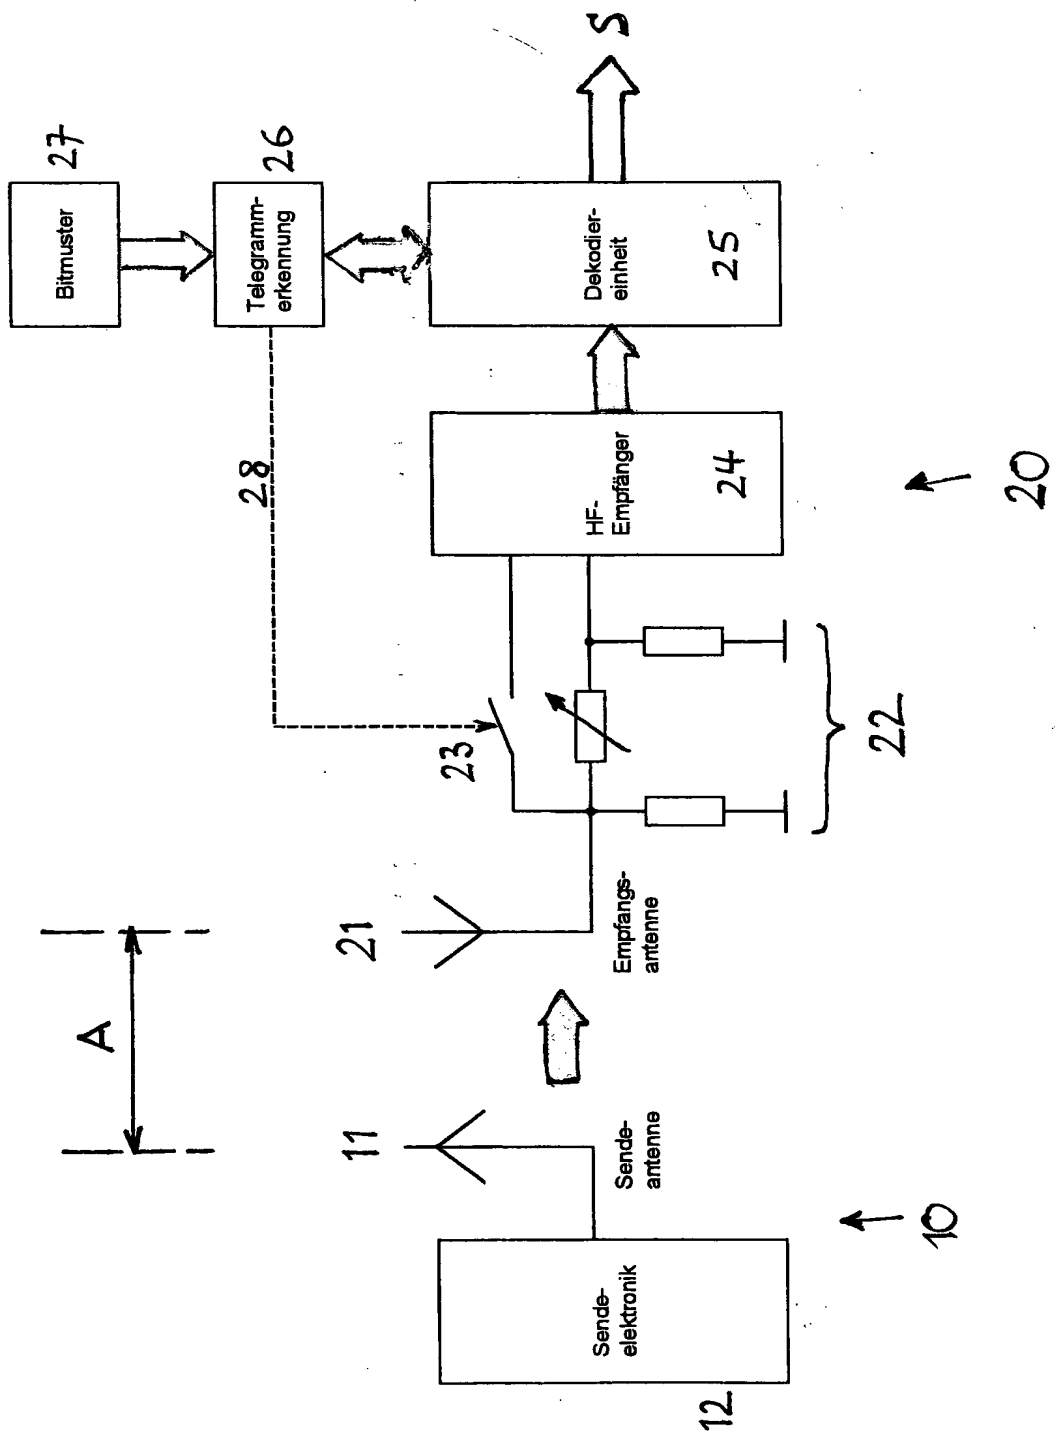 Bitmuster
27
A
28
Telegramm-
erkennung
26
11
21
23
Sende-
elektronik
12
Sende-
antenne
Empfangs-
antenne
HF-
Empfänger
24
Dekodier-
einheit
25
S
22
10
20